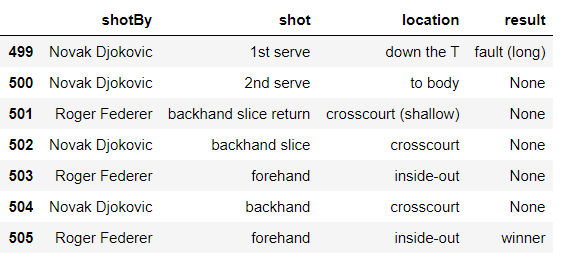 shotBy shot location result
499 Novak Djokovic 1st serve down the T fault (long)
500 Novak Djokovic 2nd serve to body None
501 Roger Federer backhand slice return crosscourt (shallow) None
502 Novak Djokovic backhand slice crosscourt None
503 Roger Federer forehand inside-out None
504 Novak Djokovic backhand crosscourt None
505 Roger Federer forehand inside-out winner